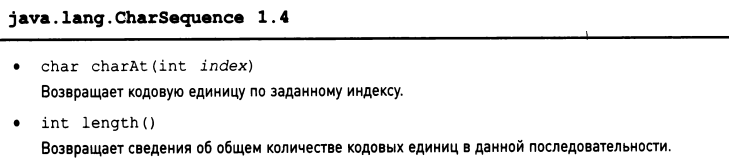 java.lang.CharSequence 1.4
• char charAt(int index)
Возвращает кодовую единицу по заданному индексу.
• int length()
Возвращает сведения об общем количестве кодовых единиц в данной последовательности.